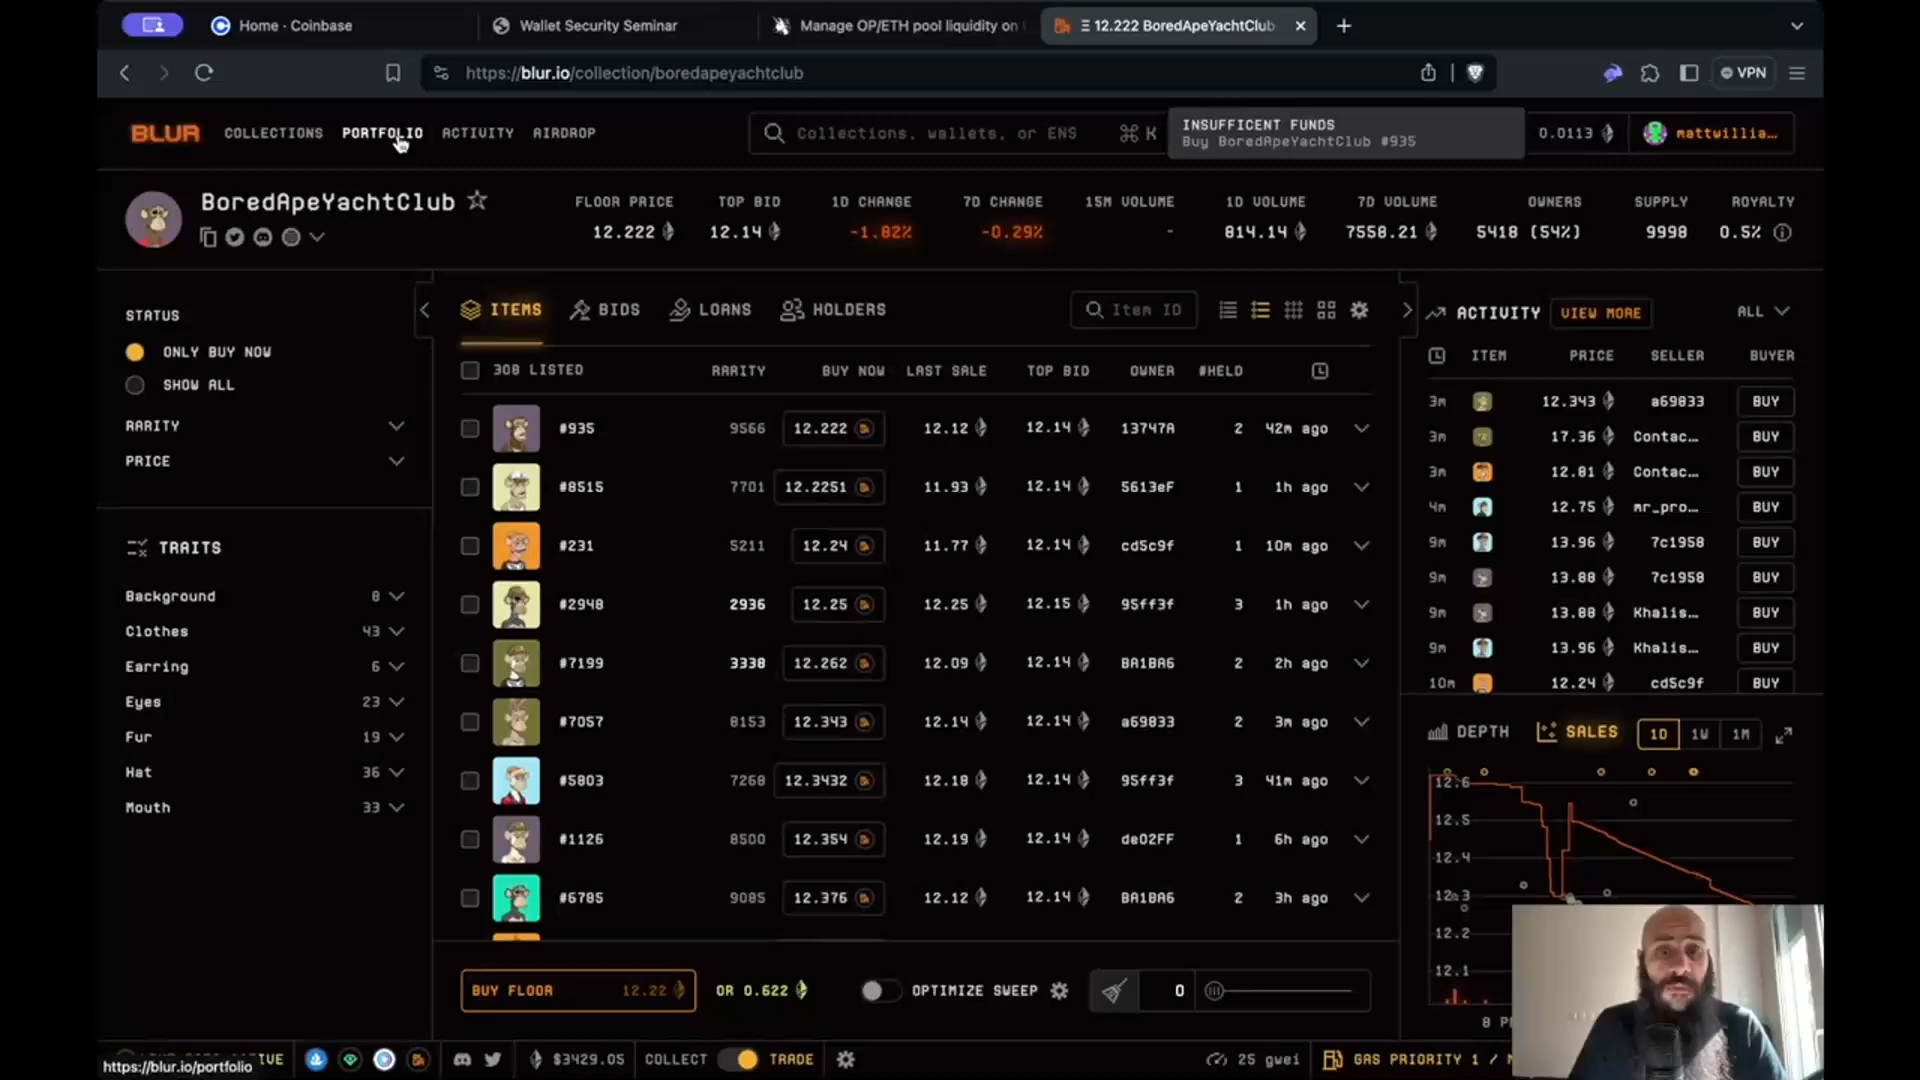 Home - Coinbase
Wallet Security Seminar
Manage OP/ETH pool liquidity on
Ξ 12.222 BoredApeYachtClub
https://blur.io/collection/boredapeyachtclub
VPN
BLUR
COLLECTIONS
PORTFOLIO
ACTIVITY
AIRDROP
Collections, wallets, or ENS
⌘ K
INSUFFICENT FUNDS
Buy BoredApeYachtClub #935
0.0113
mattwillia…
BoredApeYachtClub
FLOOR PRICE TOP BID 1D CHANGE 7D CHANGE 15M VOLUME 1D VOLUME 7D VOLUME OWNERS SUPPLY ROYALTY
12.222 12.14 -1.82% -0.29% - 814.14 7558.21 5418 (54%) 9998 0.5%
STATUS
ONLY BUY NOW
SHOW ALL
RARITY
PRICE
TRAITS
Background 8
Clothes 43
Earring 6
Eyes 23
Fur 19
Hat 36
Mouth 33
ITEMS BIDS LOANS HOLDERS Item ID
308 LISTED RARITY BUY NOW LAST SALE TOP BID OWNER #HELD
#935 9566 12.222 12.12 12.14 13747A 2 42m ago
#8515 7701 12.2251 11.93 12.14 5613eF 1 1h ago
#231 5211 12.24 11.77 12.14 cd5c9f 1 10m ago
#2948 2936 12.25 12.25 12.15 95ff3f 3 1h ago
#7199 3338 12.262 12.09 12.14 BA1BA6 2 2h ago
#7057 8153 12.343 12.14 12.14 a69833 2 3m ago
#5803 7268 12.3432 12.18 12.14 95ff3f 3 41m ago
#1126 8500 12.354 12.19 12.14 de02FF 1 6h ago
#6785 9085 12.376 12.12 12.14 BA1BA6 2 3h ago
BUY FLOOR 12.22
OR 0.622
OPTIMIZE SWEEP
0
ACTIVITY VIEW MORE ALL
ITEM PRICE SELLER BUYER
3m 12.343 a69833 BUY
3m 17.36 Contac… BUY
3m 12.81 Contac… BUY
4m 12.75 mr_pro… BUY
9m 13.96 7c1958 BUY
9m 13.88 7c1958 BUY
9m 13.88 Khalis… BUY
9m 13.96 Khalis… BUY
10m 12.24 cd5c9f BUY
DEPTH SALES 1D 1W 1M
12.6
12.5
12.4
12.3
12.2
12.1
https://blur.io/portfolio
$3429.05
COLLECT
TRADE
25 gwei
GAS PRIORITY 1 /